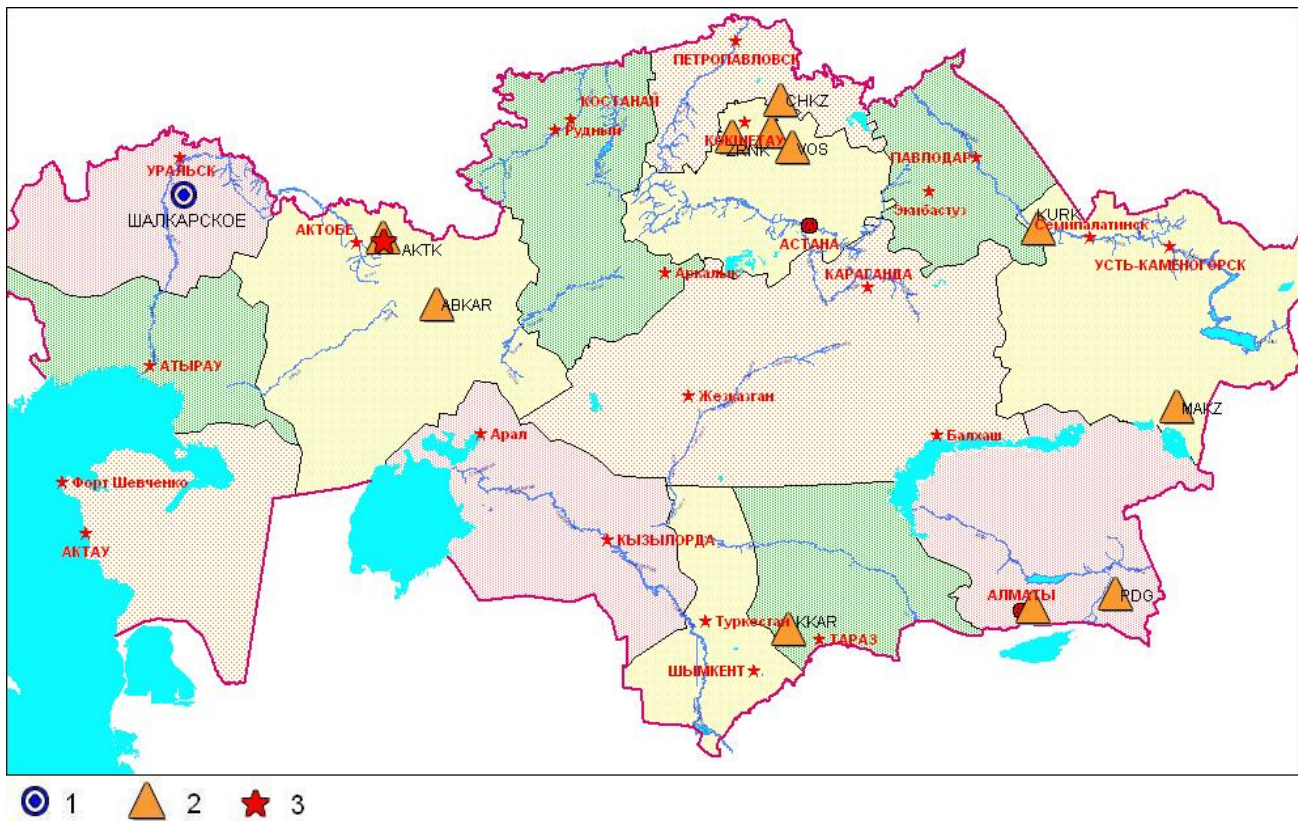 ПЕТРОПАВЛОВСК
CHKZ
КОСТАНАЙ
Рудный
КОКШЕТАУ
ZRNK
VOS
ПАВЛОДАР
УРАЛЬСК
Экибастуз
ШАЛКАРСКОЕ
KURK
Семипалатинск
АКТОБЕ
AKTK
АСТАНА
УСТЬ-КАМЕНОГОРСК
Аркалык
КАРАГАНДА
ABKAR
АТЫРАУ
Жезказган
MAKZ
Арал
Балхаш
Форт Шевченко
АКТАУ
КЫЗЫЛОРДА
АЛМАТЫ
PDG
Туркестан
KKAR
ТАРАЗ
ШЫМКЕНТ
1 2 3